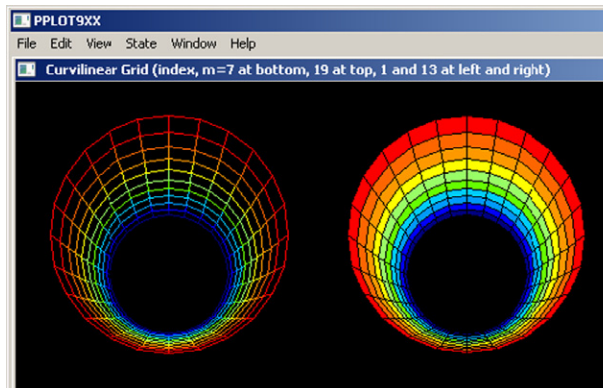 PPLOT9XX
File Edit View State Window Help
Curvilinear Grid (index, m=7 at bottom, 19 at top, 1 and 13 at left and right)